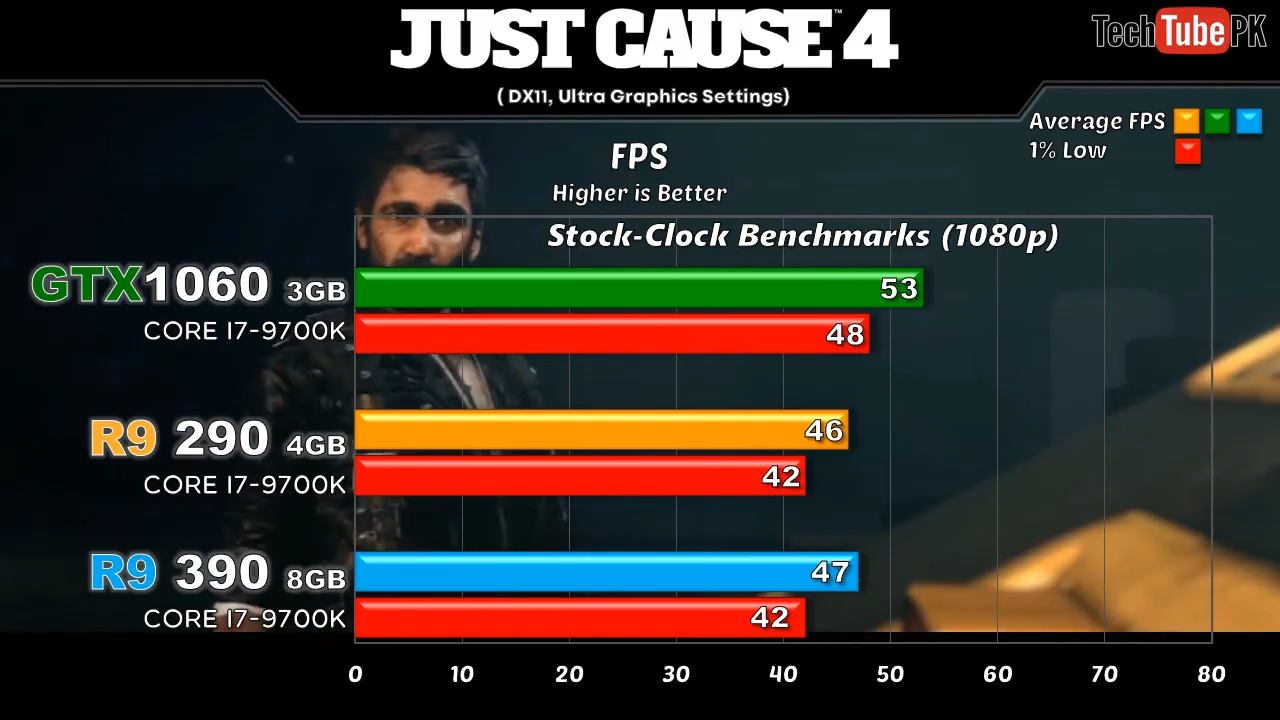 JUST CAUSE™ 4
TechTubePK
( DX11, Ultra Graphics Settings)
Average FPS
1% Low
FPS
Higher is Better
Stock-Clock Benchmarks (1080p)
GTX1060 3GB
53
CORE I7-9700K
48
R9 290 4GB
46
CORE I7-9700K
42
R9 390 8GB
47
CORE I7-9700K
42
0 10 20 30 40 50 60 70 80